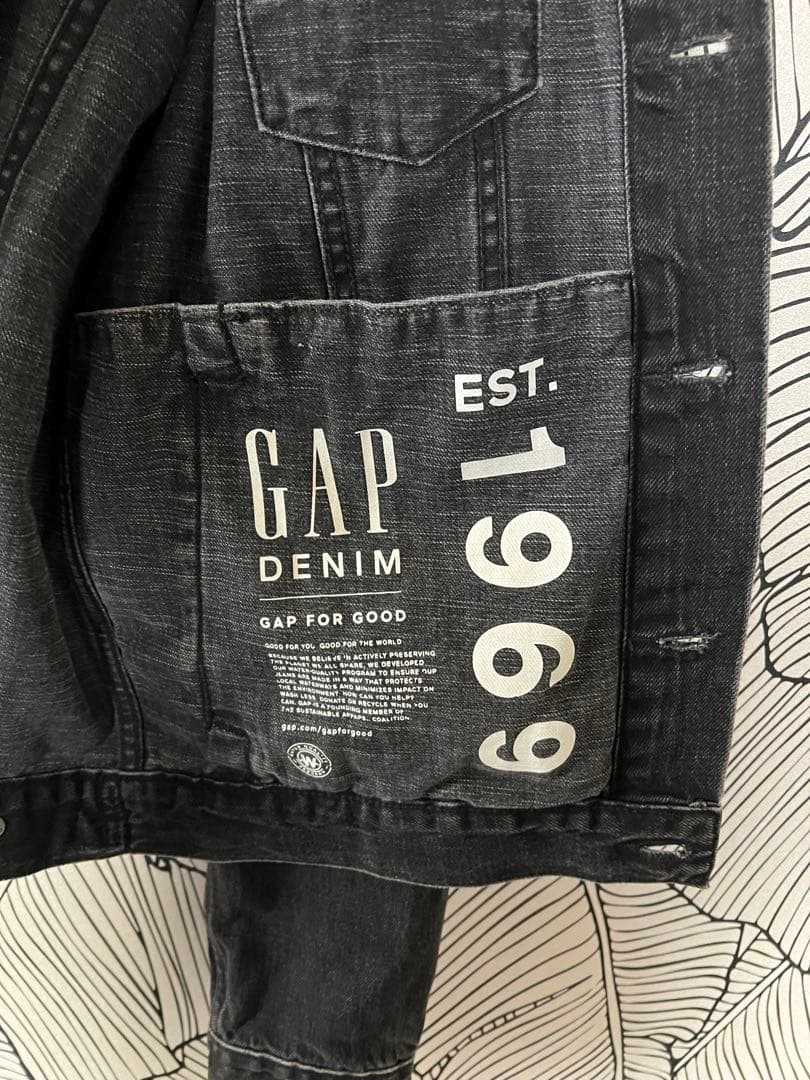 EST.
1969
GAP
DENIM
GAP FOR GOOD
GOOD FOR YOU GOOD FOR THE WORLD
BECAUSE WE BELIEVE IN ACTIVELY PRESERVING
THE PLANET WE ALL SHARE, WE DEVELOPED
OUR WATER QUALITY PROGRAM TO ENSURE OUR
JEANS ARE MADE IN A WAY THAT PROTECTS
LOCAL WATERWAYS AND MINIMIZES IMPACT ON
THE ENVIRONMENT. HOW CAN YOU HELP?
WASH LESS. DONATE OR RECYCLE WHEN YOU
CAN. GAP IS A FOUNDING MEMBER OF
THE SUSTAINABLE APPAREL COALITION
gap.com/gapforgood
W